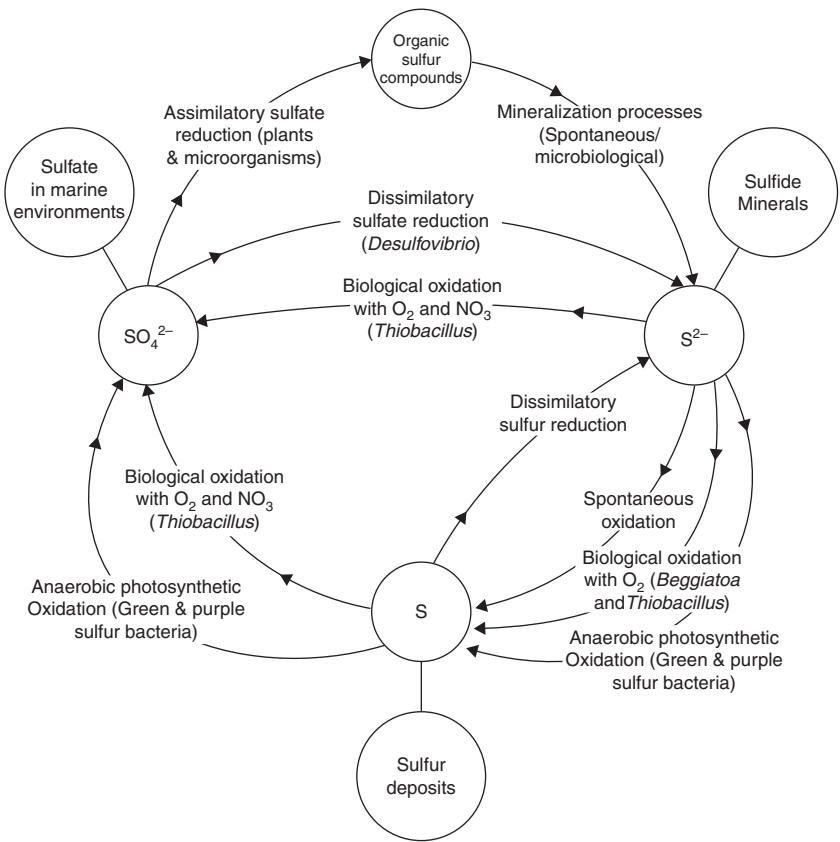 Organic
sulfur
compounds
Assimilatory sulfate
reduction (plants
& microorganisms)
Mineralization processes
(Spontaneous/
microbiological)
Sulfate
in marine
environments
Sulfide
Minerals
Dissimilatory
sulfate reduction
(Desulfovibrio)
Biological oxidation
with O₂ and NO₃
(Thiobacillus)
SO₄²⁻
S²⁻
Dissimilatory
sulfur reduction
Biological oxidation
with O₂ and NO₃
(Thiobacillus)
Spontaneous
oxidation
Biological oxidation
with O₂ (Beggiatoa
andThiobacillus)
Anaerobic photosynthetic
Oxidation (Green & purple
sulfur bacteria)
S
Anaerobic photosynthetic
Oxidation (Green & purple
sulfur bacteria)
Sulfur
deposits